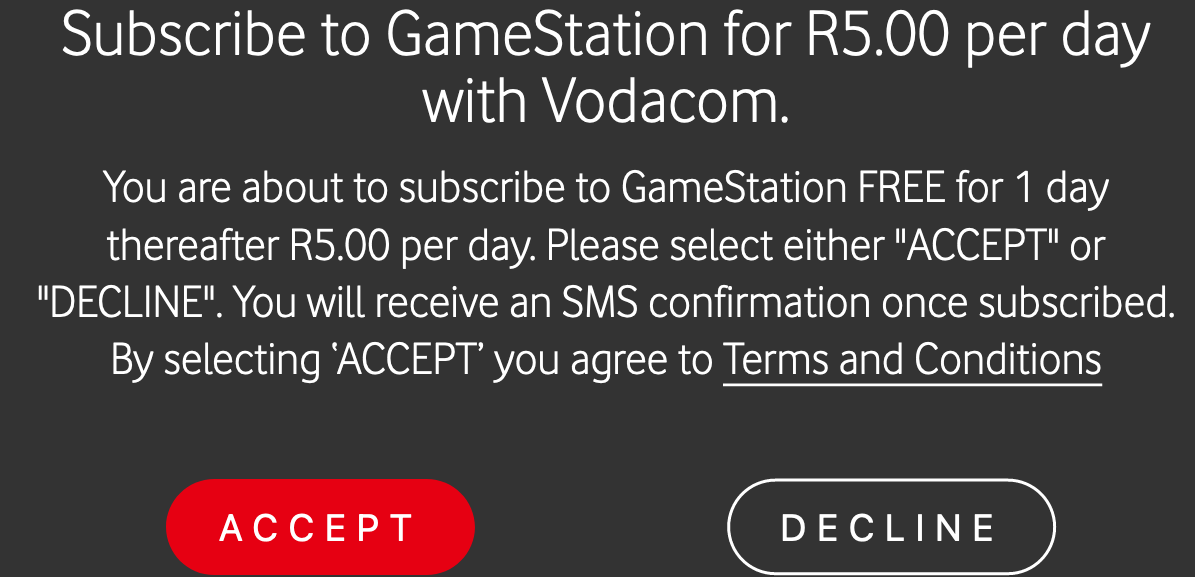 Subscribe to GameStation for R5.00 per day
with Vodacom.
You are about to subscribe to GameStation FREE for 1 day
thereafter R5.00 per day. Please select either "ACCEPT" or
"DECLINE". You will receive an SMS confirmation once subscribed.
By selecting ‘ACCEPT’ you agree to Terms and Conditions
ACCEPT
DECLINE